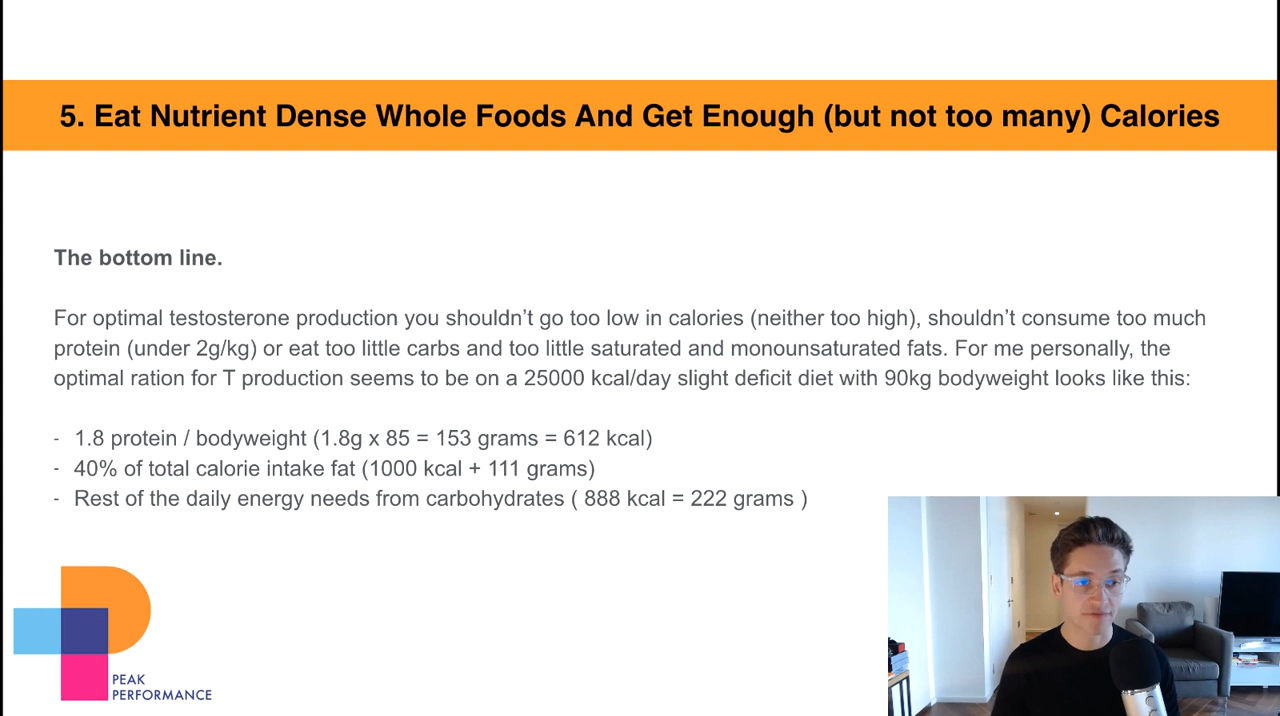 5. Eat Nutrient Dense Whole Foods And Get Enough (but not too many) Calories
The bottom line.
For optimal testosterone production you shouldn’t go too low in calories (neither too high), shouldn’t consume too much
protein (under 2g/kg) or eat too little carbs and too little saturated and monounsaturated fats. For me personally, the
optimal ration for T production seems to be on a 25000 kcal/day slight deficit diet with 90kg bodyweight looks like this:
- 1.8 protein / bodyweight (1.8g x 85 = 153 grams = 612 kcal)
- 40% of total calorie intake fat (1000 kcal + 111 grams)
- Rest of the daily energy needs from carbohydrates ( 888 kcal = 222 grams )
PEAK
PERFORMANCE